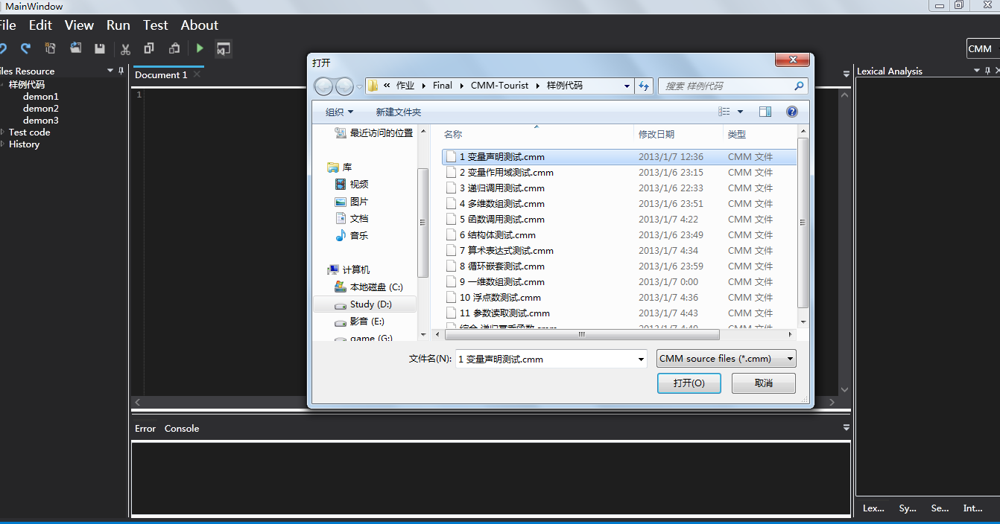 MainWindow
File Edit View Run Test About
CMM
iles Resource
样例代码
demon1
demon2
demon3
Test code
History
Document 1
1
打开
« 作业 Final CMM-Tourist 样例代码
搜索 样例代码
组织 新建文件夹
最近访问的位置
库
视频
图片
文档
音乐
计算机
本地磁盘 (C:)
Study (D:)
影音 (E:)
game (G:)
名称 修改日期 类型
1 变量声明测试.cmm 2013/1/7 12:36 CMM 文件
2 变量作用域测试.cmm 2013/1/6 23:15 CMM 文件
3 递归调用测试.cmm 2013/1/6 22:33 CMM 文件
4 多维数组测试.cmm 2013/1/6 23:51 CMM 文件
5 函数调用测试.cmm 2013/1/7 4:22 CMM 文件
6 结构体测试.cmm 2013/1/6 23:49 CMM 文件
7 算术表达式测试.cmm 2013/1/7 4:34 CMM 文件
8 循环嵌套测试.cmm 2013/1/6 23:59 CMM 文件
9 一维数组测试.cmm 2013/1/7 0:00 CMM 文件
10 浮点数测试.cmm 2013/1/7 4:36 CMM 文件
11 参数读取测试.cmm 2013/1/7 4:43 CMM 文件
文件名(N): 1 变量声明测试.cmm CMM source files (*.cmm)
打开(O) 取消
Lexical Analysis
Error Console
Lex... Sy... Se... Int...